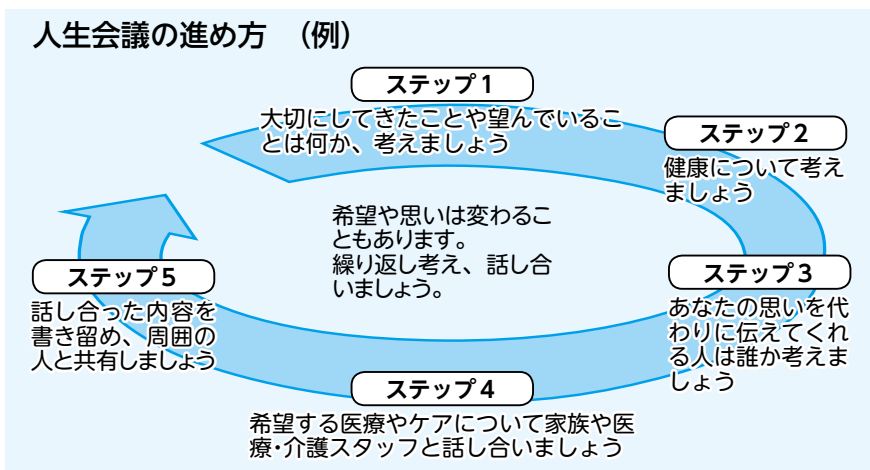 人生会議の進め方　（例）
ステップ1
大切にしてきたことや望んでいるこ
とは何か、考えましょう
ステップ2
健康について考え
ましょう
ステップ3
あなたの思いを代
わりに伝えてくれ
る人は誰か考えま
しょう
ステップ4
希望する医療やケアについて家族や医
療･介護スタッフと話し合いましょう
ステップ5
話し合った内容を
書き留め、周囲の
人と共有しましょう
希望や思いは変わるこ
ともあります。
繰り返し考え、話し合
いましょう。